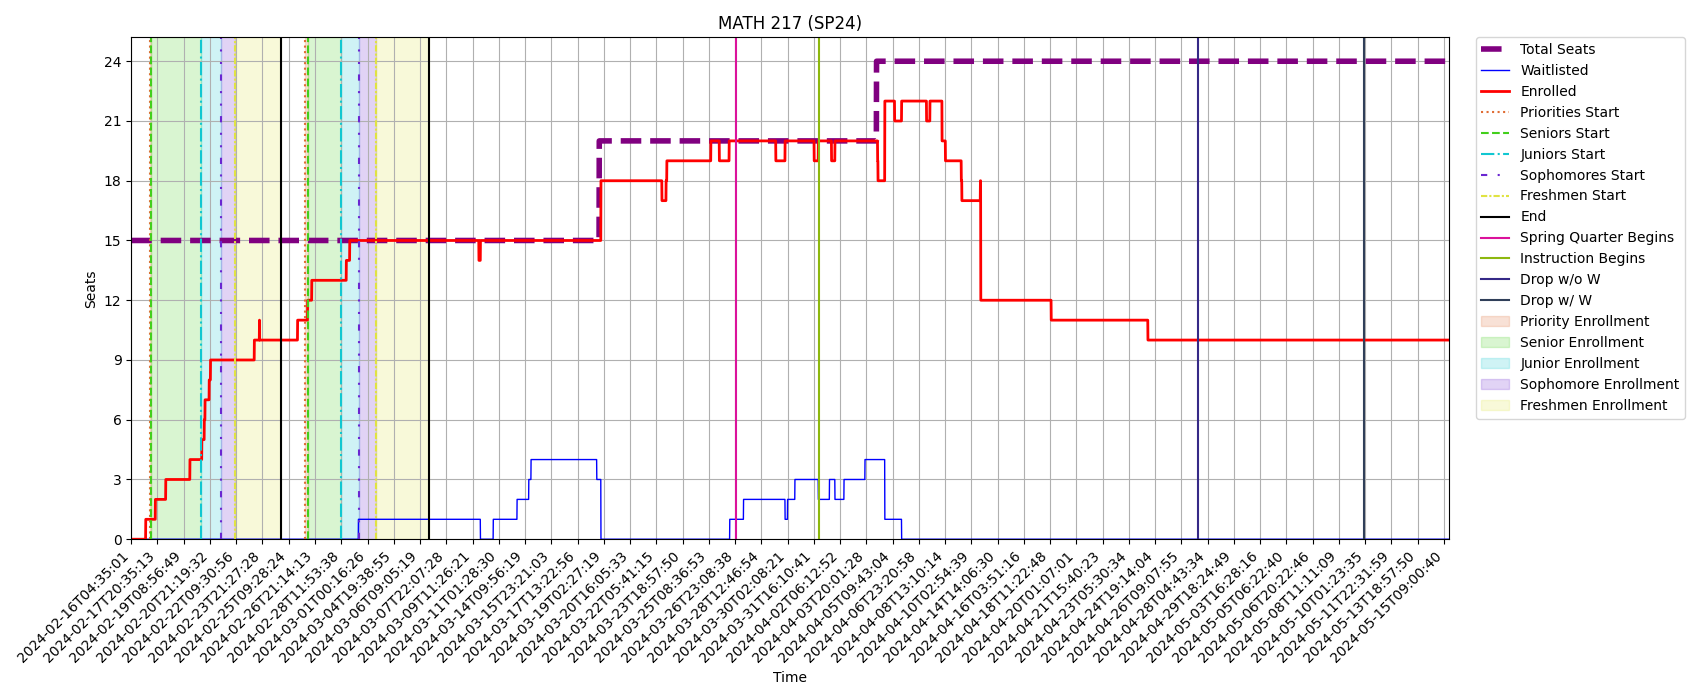 MATH 217 (SP24)
Seats
24
21
18
15
12
9
6
3
0
2024-02-16T04:35:01
2024-02-17T20:35:13
2024-02-19T08:56:49
2024-02-20T21:19:32
2024-02-22T09:30:56
2024-02-23T21:27:28
2024-02-25T09:28:24
2024-02-26T21:14:13
2024-02-28T11:53:38
2024-03-01T00:16:26
2024-03-04T19:38:55
2024-03-06T09:05:19
2024-03-07T22:07:28
2024-03-11T01:28:30
2024-03-14T09:56:19
2024-03-15T23:21:03
2024-03-17T13:22:56
2024-03-19T02:27:19
2024-03-20T16:05:33
2024-03-22T05:41:15
2024-03-23T18:57:50
2024-03-25T08:36:53
2024-03-26T23:08:38
2024-03-28T12:46:54
2024-03-30T02:08:21
2024-03-31T16:10:41
2024-04-02T06:12:52
2024-04-03T20:01:28
2024-04-05T09:43:04
2024-04-06T23:20:58
2024-04-08T13:10:14
2024-04-10T02:54:39
2024-04-14T14:06:30
2024-04-16T03:51:16
2024-04-18T11:22:48
2024-04-20T01:07:01
2024-04-21T15:40:23
2024-04-23T05:30:34
2024-04-24T19:14:04
2024-04-26T09:07:55
2024-04-28T04:43:34
2024-04-29T18:24:49
2024-05-03T16:28:16
2024-05-05T06:22:40
2024-05-06T20:22:46
2024-05-08T11:11:09
2024-05-10T01:23:35
2024-05-11T22:31:59
2024-05-13T18:57:50
2024-05-15T09:00:40
Time
Total Seats
Waitlisted
Enrolled
Priorities Start
Seniors Start
Juniors Start
Sophomores Start
Freshmen Start
End
Spring Quarter Begins
Instruction Begins
Drop w/o W
Drop w/ W
Priority Enrollment
Senior Enrollment
Junior Enrollment
Sophomore Enrollment
Freshmen Enrollment